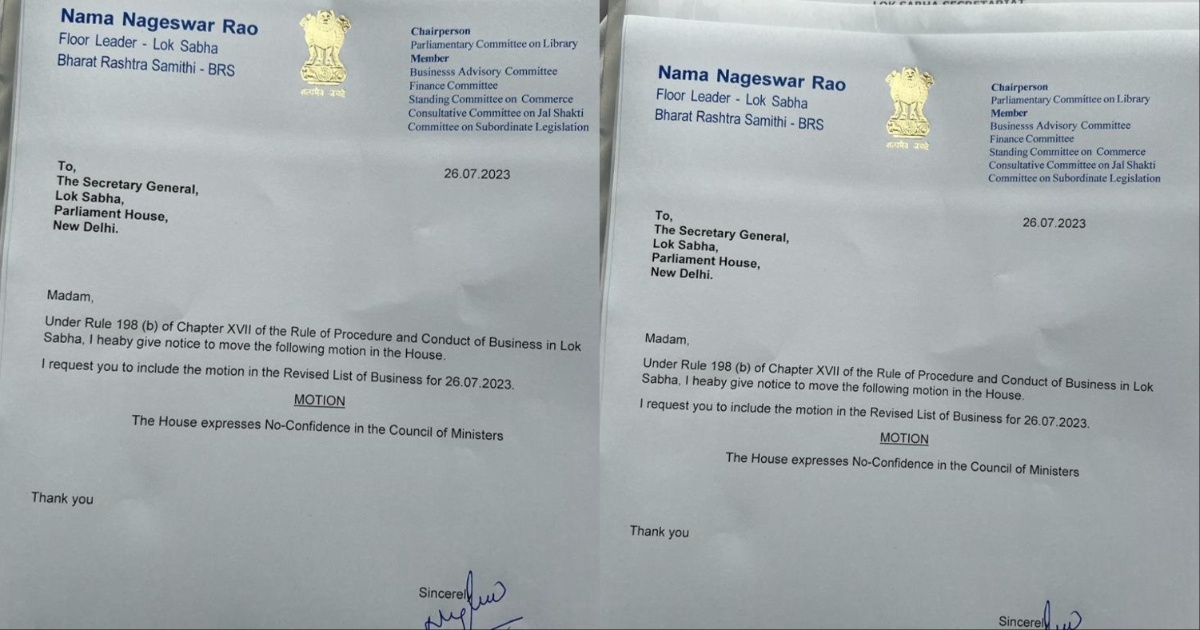 Nama Nageswar Rao
Floor Leader - Lok Sabha
Bharat Rashtra Samithi - BRS
सत्यमेव जयते
Chairperson
Parliamentary Committee on Library
Member
Businesss Advisory Committee
Finance Committee
Standing Committee on Commerce
Consultative Committee on Jal Shakti
Committee on Subordinate Legislation
26.07.2023
To,
The Secretary General,
Lok Sabha,
Parliament House,
New Delhi.
Madam,
Under Rule 198 (b) of Chapter XVII of the Rule of Procedure and Conduct of Business in Lok
Sabha, I heaby give notice to move the following motion in the House.
I request you to include the motion in the Revised List of Business for 26.07.2023.
MOTION
The House expresses No-Confidence in the Council of Ministers
Thank you
Sincerel
LOK SABHA SECRETARIAT
Nama Nageswar Rao
Floor Leader - Lok Sabha
Bharat Rashtra Samithi - BRS
सत्यमेव जयते
Chairperson
Parliamentary Committee on Library
Member
Businesss Advisory Committee
Finance Committee
Standing Committee on Commerce
Consultative Committee on Jal Shakti
Committee on Subordinate Legislation
26.07.2023
To,
The Secretary General,
Lok Sabha,
Parliament House,
New Delhi.
Madam,
Under Rule 198 (b) of Chapter XVII of the Rule of Procedure and Conduct of Business in Lok
Sabha, I heaby give notice to move the following motion in the House.
I request you to include the motion in the Revised List of Business for 26.07.2023.
MOTION
The House expresses No-Confidence in the Council of Ministers
Thank you
Sincerel